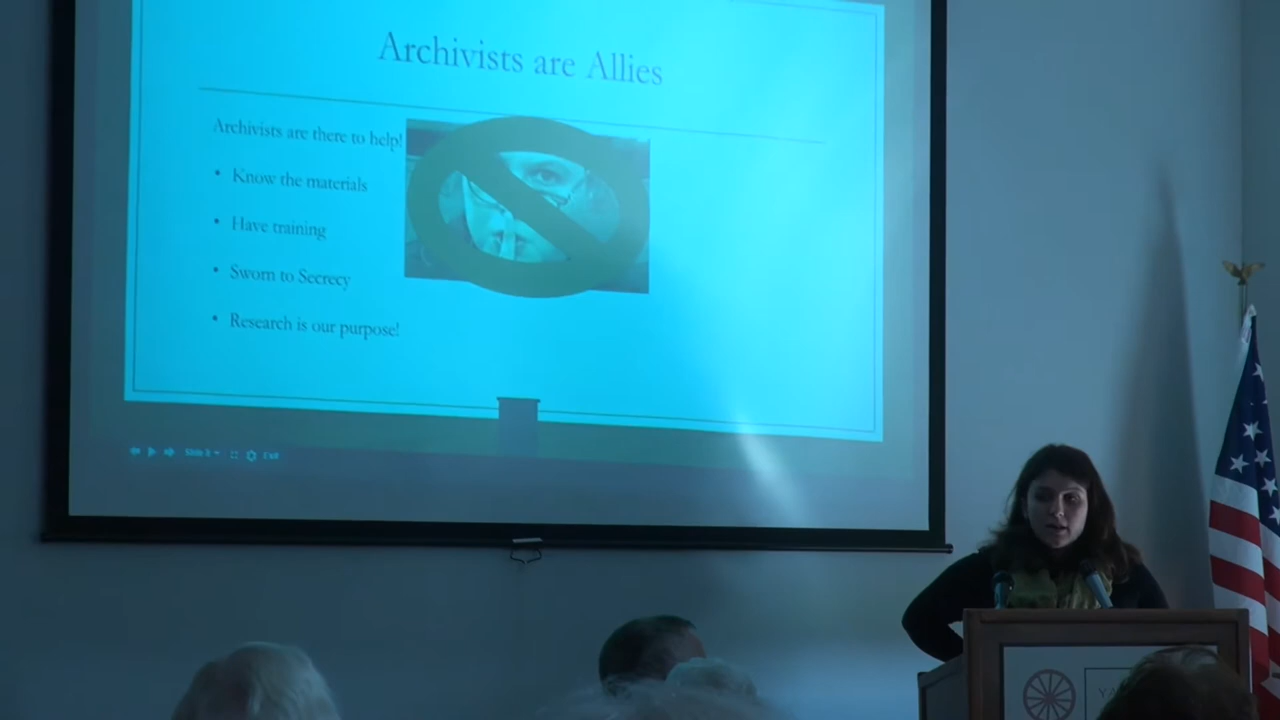 Archivists are Allies
Archivists are there to help!
• Know the materials
• Have training
• Sworn to Secrecy
• Research is our purpose!
Exit